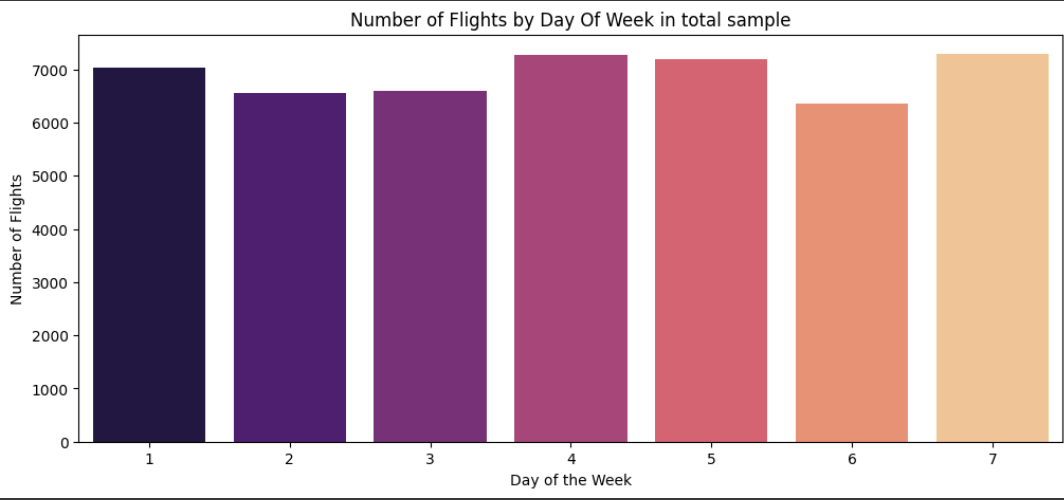 Number of Flights by Day Of Week in total sample
Number of Flights
7000
6000
5000
4000
3000
2000
1000
0
1 2 3 4 5 6 7
Day of the Week